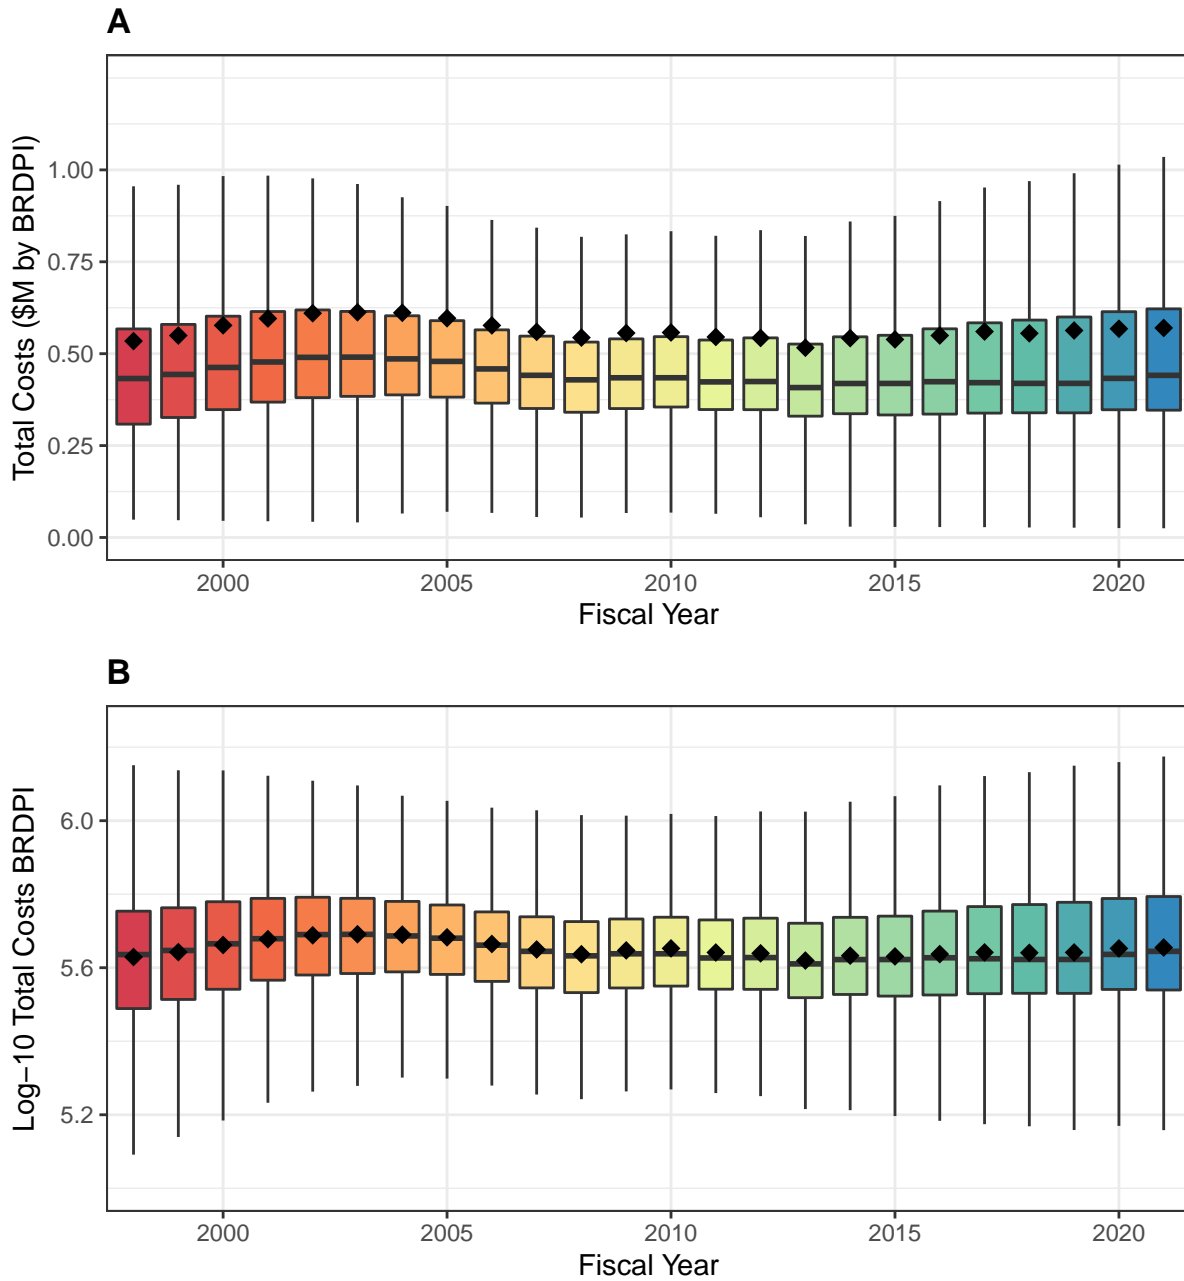 A
Total Costs ($M by BRDPI)
1.00
0.75
0.50
0.25
0.00
2000 2005 2010 2015 2020
Fiscal Year
B
Log−10 Total Costs BRDPI
6.0
5.6
5.2
2000 2005 2010 2015 2020
Fiscal Year